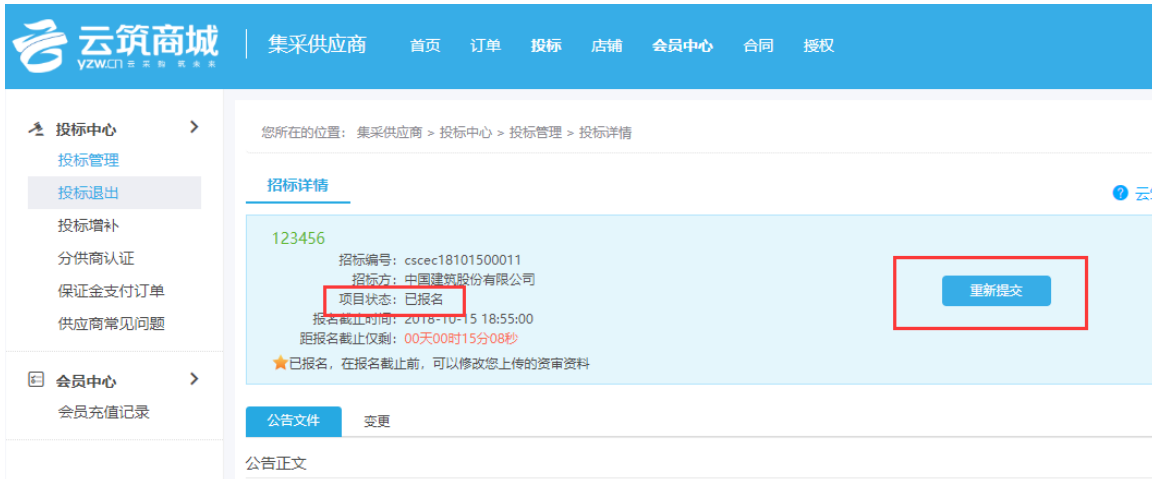 云筑商城
YZW.CN 云采购 筑未来
集采供应商 首页 订单 投标 店铺 会员中心 合同 授权
投标中心
投标管理
投标退出
投标增补
分供商认证
保证金支付订单
供应商常见问题
会员中心
会员充值记录
您所在的位置： 集采供应商 > 投标中心 > 投标管理 > 投标详情
招标详情
云
123456
招标编号：cscec18101500011
招标方：中国建筑股份有限公司
项目状态：已报名
报名截止时间：2018-10-15 18:55:00
距报名截止仅剩：00天00时15分08秒
已报名，在报名截止前，可以修改您上传的资审资料
重新提交
公告文件 变更
公告正文